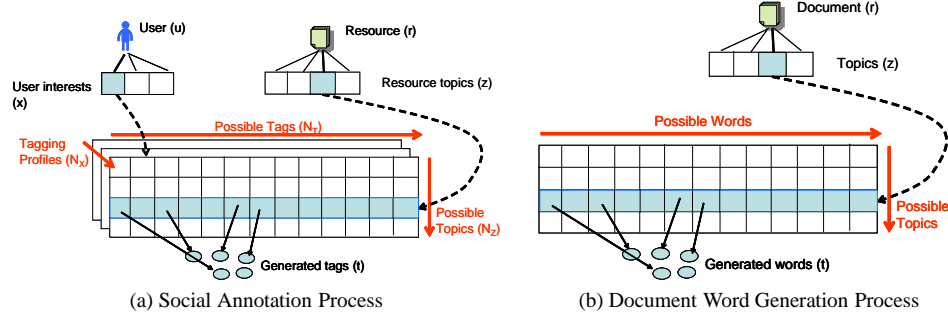 User (u)
Resource (r)
User interests
(x)
Resource topics (z)
Possible Tags (N_T)
Tagging
Profiles (N_X)
Possible
Topics (N_Z)
Generated tags (t)
(a) Social Annotation Process
Document (r)
Topics (z)
Possible Words
Possible
Topics
Generated words (t)
(b) Document Word Generation Process